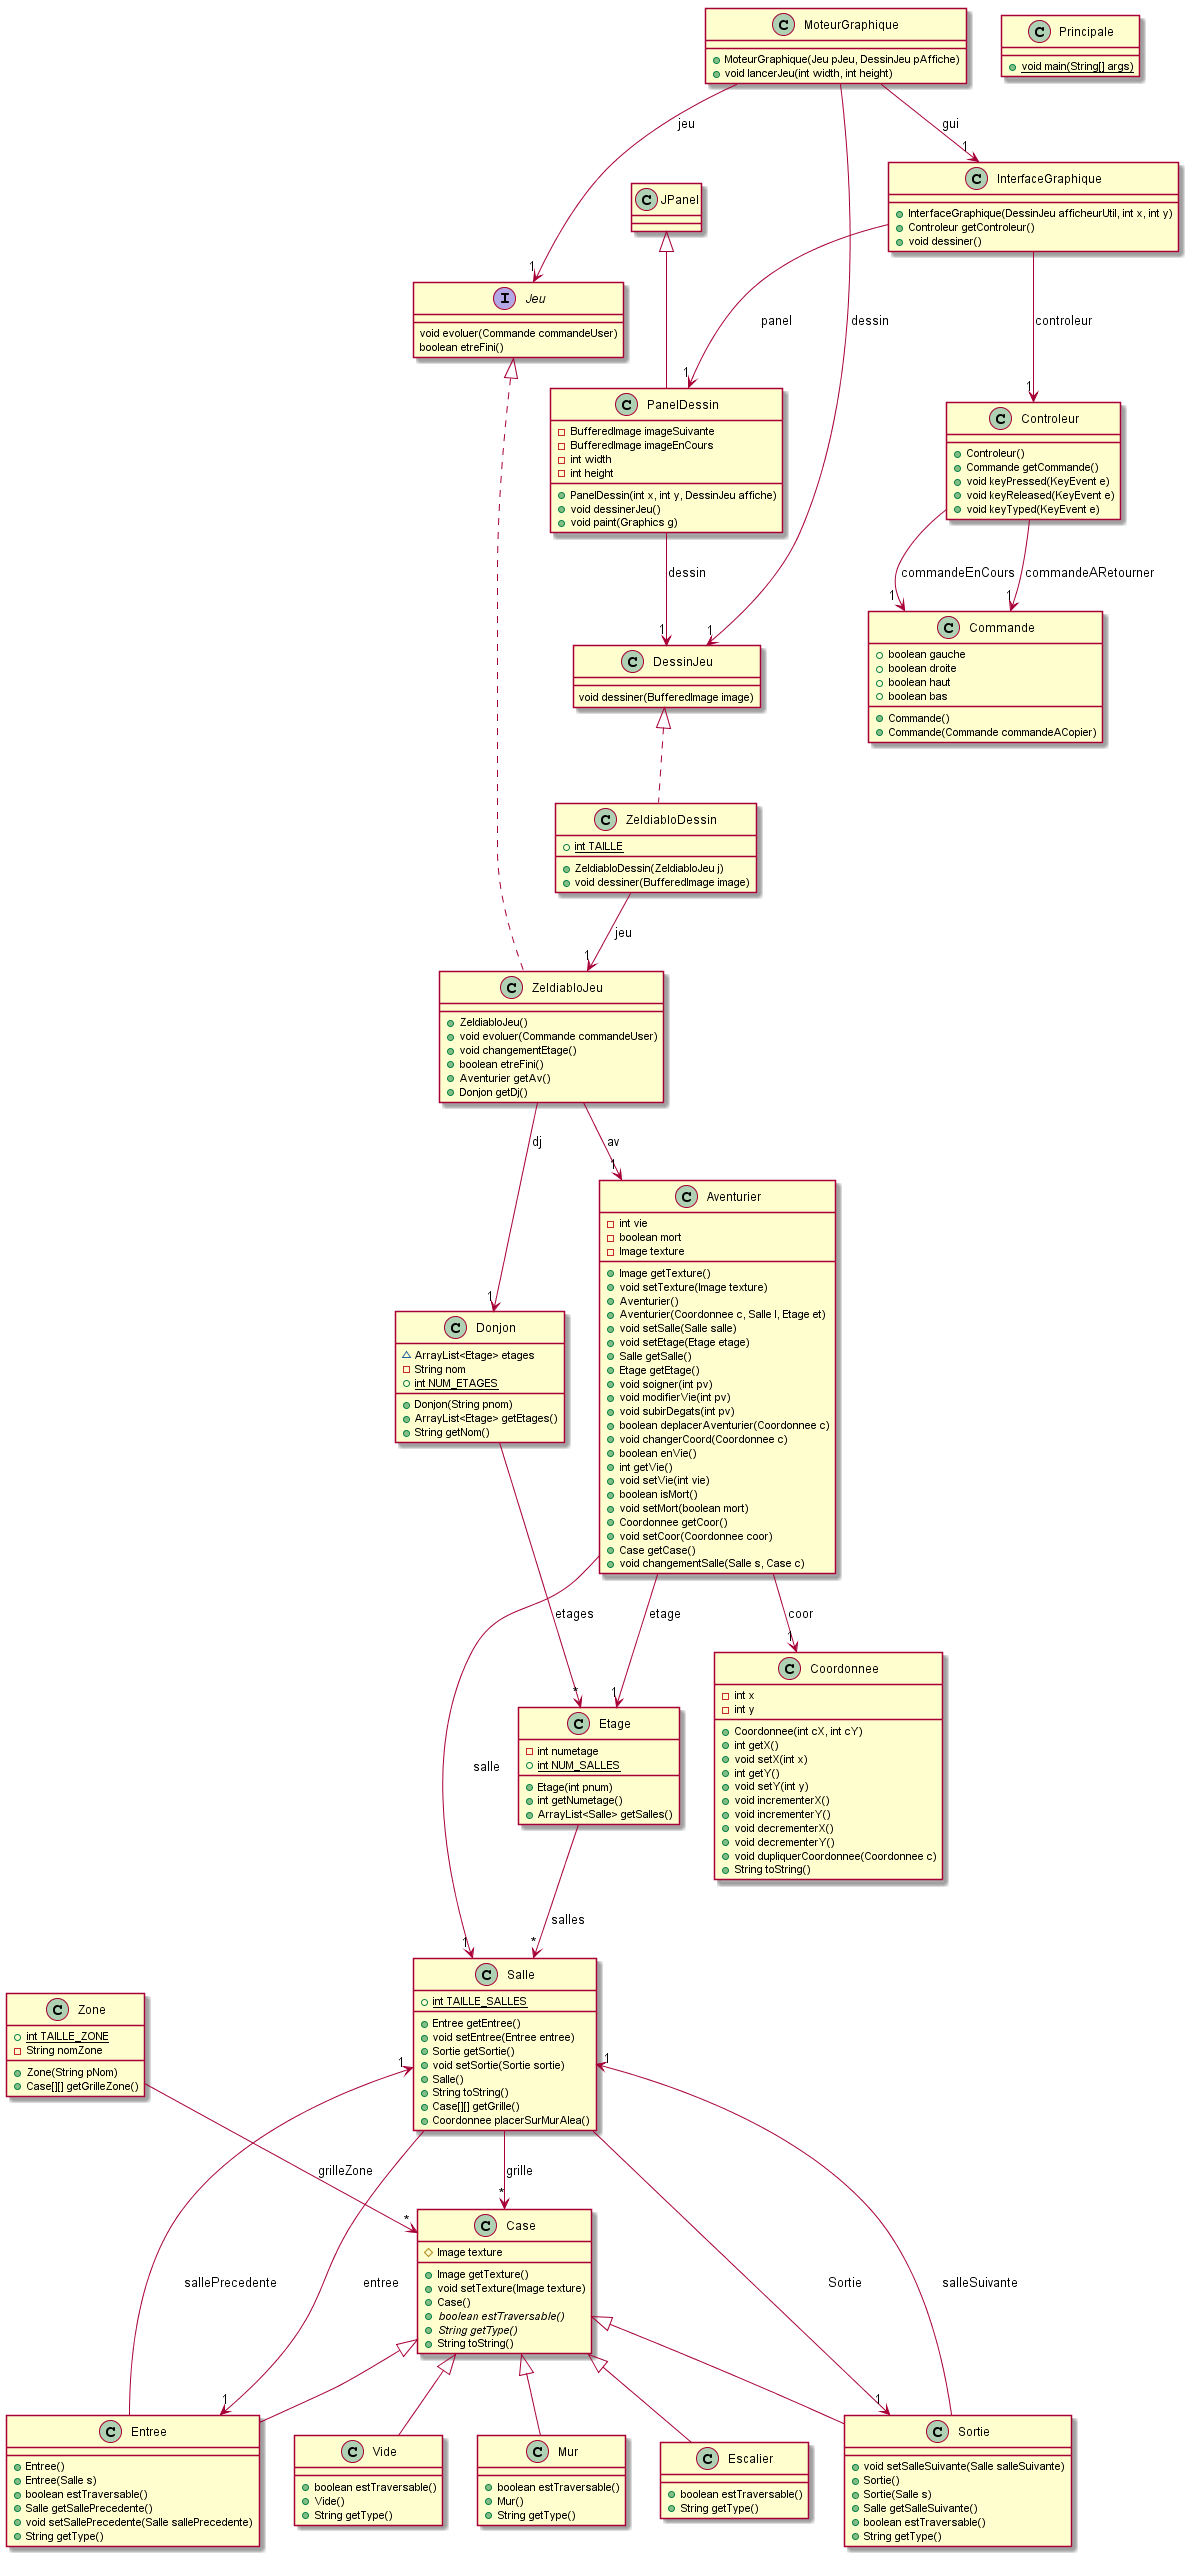 C MoteurGraphique
MoteurGraphique(Jeu pJeu, DessinJeu pAffiche)
void lancerJeu(int width, int height)
C Principale
void main(String[] args)
jeu
gui
1
C InterfaceGraphique
InterfaceGraphique(DessinJeu afficheurUtil, int x, int y)
Controleur getControleur()
void dessiner()
C JPanel
1
I Jeu
void evoluer(Commande commandeUser)
boolean etreFini()
panel
dessin
controleur
1
1
C PanelDessin
BufferedImage imageSuivante
BufferedImage imageEnCours
int width
int height
PanelDessin(int x, int y, DessinJeu affiche)
void dessinerJeu()
void paint(Graphics g)
C Controleur
Controleur()
Commande getCommande()
void keyPressed(KeyEvent e)
void keyReleased(KeyEvent e)
void keyTyped(KeyEvent e)
dessin
commandeEnCours
commandeARetourner
1
1
1
1
C DessinJeu
void dessiner(BufferedImage image)
C Commande
boolean gauche
boolean droite
boolean haut
boolean bas
Commande()
Commande(Commande commandeACopier)
C ZeldiabloDessin
int TAILLE
ZeldiabloDessin(ZeldiabloJeu j)
void dessiner(BufferedImage image)
jeu
1
C ZeldiabloJeu
ZeldiabloJeu()
void evoluer(Commande commandeUser)
void changementEtage()
boolean etreFini()
Aventurier getAv()
Donjon getDj()
dj
av
1
1
C Aventurier
int vie
boolean mort
Image texture
Image getTexture()
void setTexture(Image texture)
Aventurier()
Aventurier(Coordonnee c, Salle l, Etage et)
void setSalle(Salle salle)
void setEtage(Etage etage)
Salle getSalle()
Etage getEtage()
void soigner(int pv)
void modifierVie(int pv)
void subirDegats(int pv)
boolean deplacerAventurier(Coordonnee c)
void changerCoord(Coordonnee c)
boolean enVie()
int getVie()
void setVie(int vie)
boolean isMort()
void setMort(boolean mort)
Coordonnee getCoor()
void setCoor(Coordonnee coor)
Case getCase()
void changementSalle(Salle s, Case c)
C Donjon
ArrayList<Etage> etages
String nom
int NUM_ETAGES
Donjon(String pnom)
ArrayList<Etage> getEtages()
String getNom()
etages
etage
coor
*
1
1
C Etage
int numetage
int NUM_SALLES
Etage(int pnum)
int getNumetage()
ArrayList<Salle> getSalles()
C Coordonnee
int x
int y
Coordonnee(int cX, int cY)
int getX()
void setX(int x)
int getY()
void setY(int y)
void incrementerX()
void incrementerY()
void decrementerX()
void decrementerY()
void dupliquerCoordonnee(Coordonnee c)
String toString()
salle
salles
1
*
C Salle
int TAILLE_SALLES
Entree getEntree()
void setEntree(Entree entree)
Sortie getSortie()
void setSortie(Sortie sortie)
Salle()
String toString()
Case[][] getGrille()
Coordonnee placerSurMurAlea()
C Zone
int TAILLE_ZONE
String nomZone
Zone(String pNom)
Case[][] getGrilleZone()
1
1
grilleZone
grille
*
*
C Case
Image texture
Image getTexture()
void setTexture(Image texture)
Case()
boolean estTraversable()
String getType()
String toString()
sallePrecedente
entree
Sortie
salleSuivante
1
1
C Entree
Entree()
Entree(Salle s)
boolean estTraversable()
Salle getSallePrecedente()
void setSallePrecedente(Salle sallePrecedente)
String getType()
C Vide
boolean estTraversable()
Vide()
String getType()
C Mur
boolean estTraversable()
Mur()
String getType()
C Escalier
boolean estTraversable()
String getType()
C Sortie
void setSalleSuivante(Salle salleSuivante)
Sortie()
Sortie(Salle s)
Salle getSalleSuivante()
boolean estTraversable()
String getType()